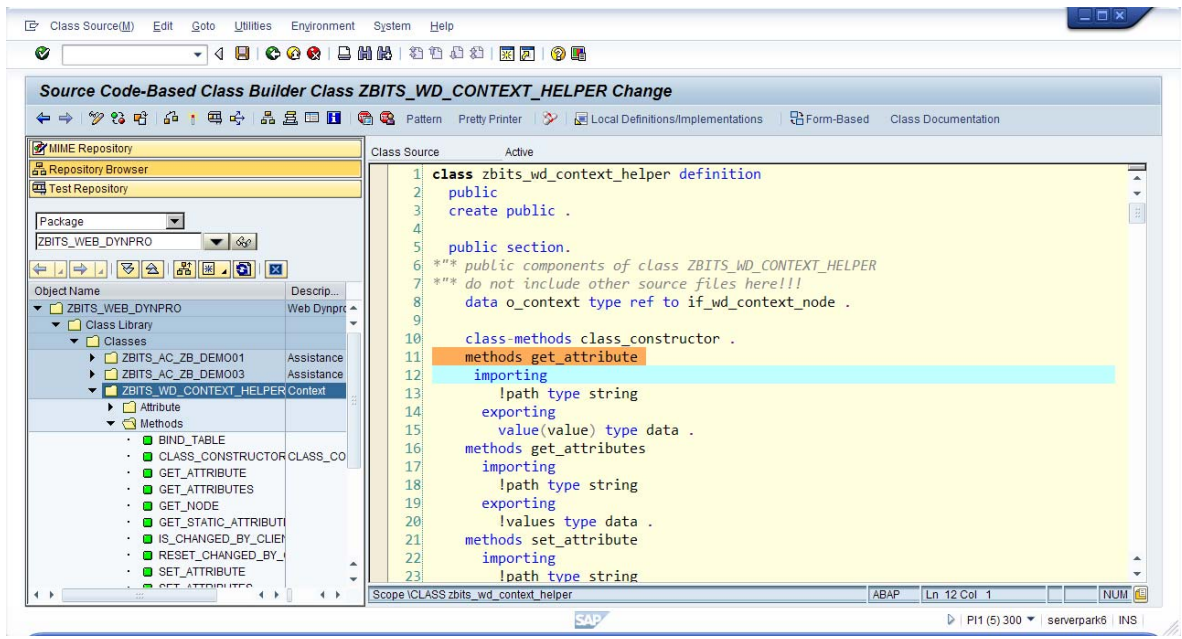 Class Source(M) Edit Goto Utilities Environment System Help
Source Code-Based Class Builder Class ZBITS_WD_CONTEXT_HELPER Change
Pattern Pretty Printer Local Definitions/Implementations Form-Based Class Documentation
MIME Repository
Repository Browser
Test Repository
Package
ZBITS_WEB_DYNPRO
Object Name Descrip...
ZBITS_WEB_DYNPRO Web Dynpro
Class Library
Classes
ZBITS_AC_ZB_DEMO01 Assistance
ZBITS_AC_ZB_DEMO03 Assistance
ZBITS_WD_CONTEXT_HELPER Context
Attribute
Methods
BIND_TABLE
CLASS_CONSTRUCTOR CLASS_CO
GET_ATTRIBUTE
GET_ATTRIBUTES
GET_NODE
GET_STATIC_ATTRIBUT
IS_CHANGED_BY_CLIEN
RESET_CHANGED_BY_
SET_ATTRIBUTE
SET_ATTRIBUTES
Class Source Active
1 class zbits_wd_context_helper definition
2 public
3 create public .
4
5 public section.
6 *"* public components of class ZBITS_WD_CONTEXT_HELPER
7 *"* do not include other source files here!!!
8 data o_context type ref to if_wd_context_node .
9
10 class-methods class_constructor .
11 methods get_attribute
12 importing
13 !path type string
14 exporting
15 value(value) type data .
16 methods get_attributes
17 importing
18 !path type string
19 exporting
20 !values type data .
21 methods set_attribute
22 importing
23 !path type string
Scope \CLASS zbits_wd_context_helper ABAP Ln 12 Col 1 NUM
SAP PI1 (5) 300 serverpark6 INS